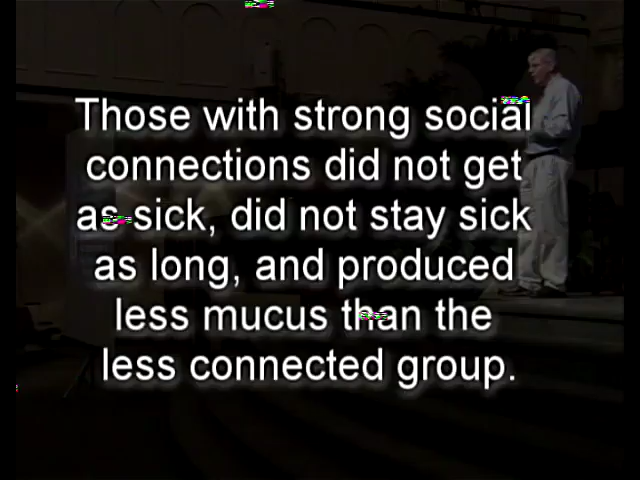 Those with strong social
connections did not get
as sick, did not stay sick
as long, and produced
less mucus than the
less connected group.